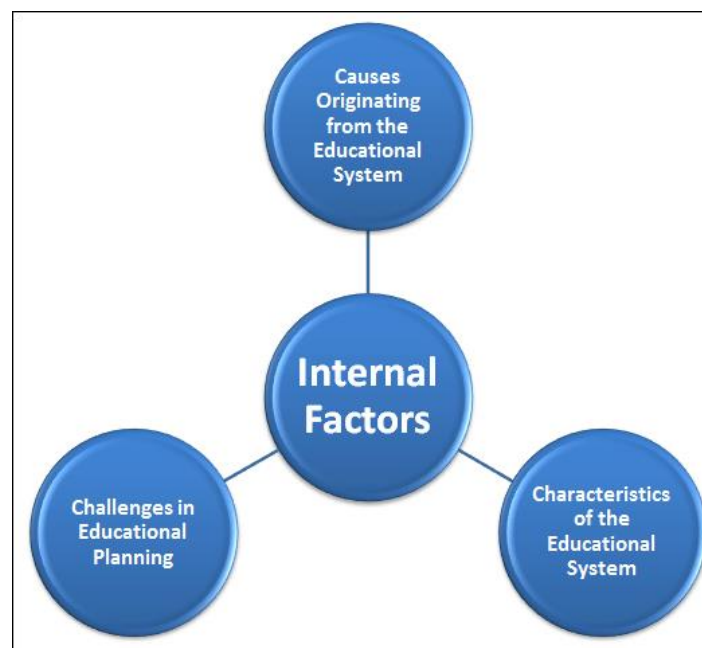 Causes
Originating
from the
Educational
System
Internal
Factors
Challenges in
Educational
Planning
Characteristics
of the
Educational
System